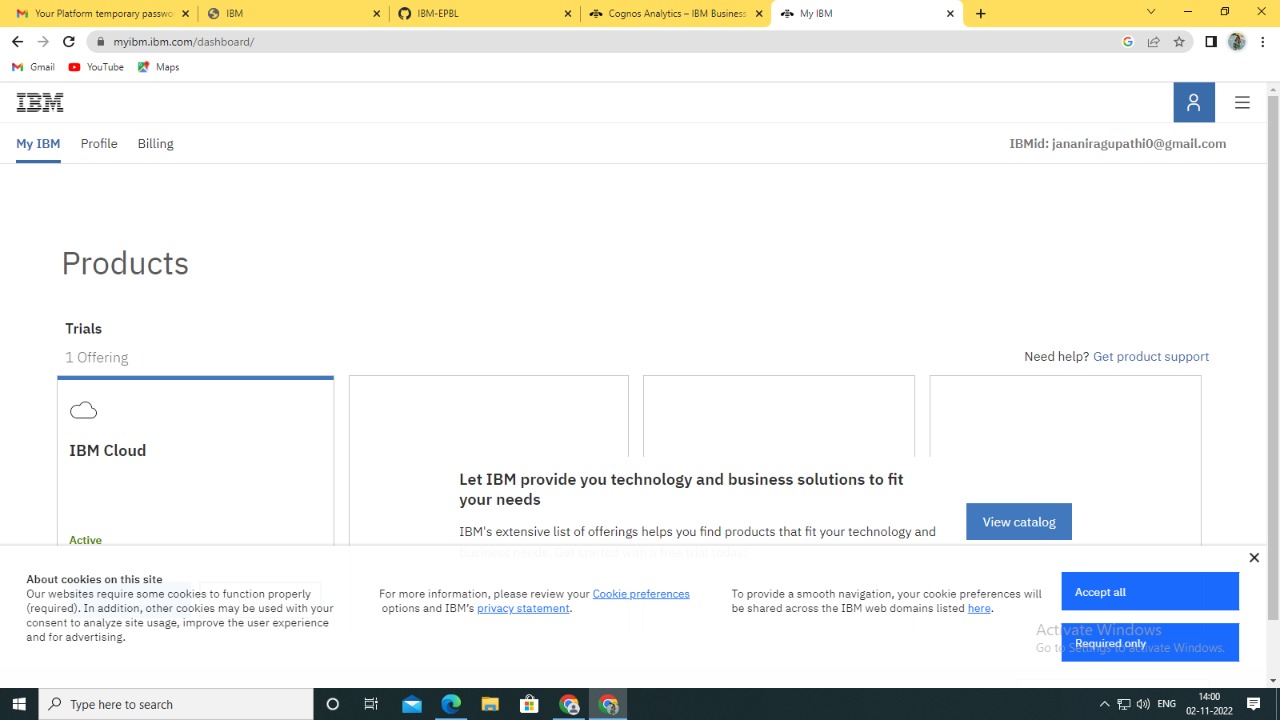 Your Platform temporary passwo
IBM
IBM-EPBL
Cognos Analytics – IBM Business
My IBM
myibm.ibm.com/dashboard/
Gmail
YouTube
Maps
IBM
My IBM
Profile
Billing
IBMid: jananiragupathi0@gmail.com
Products
Trials
1 Offering
Need help? Get product support
IBM Cloud
Active
Let IBM provide you technology and business solutions to fit
your needs
IBM's extensive list of offerings helps you find products that fit your technology and
View catalog
About cookies on this site
Our websites require some cookies to function properly
(required). In addition, other cookies may be used with your
consent to analyze site usage, improve the user experience
and for advertising.
For more information, please review your Cookie preferences
options and IBM's privacy statement.
To provide a smooth navigation, your cookie preferences will
be shared across the IBM web domains listed here.
Accept all
Required only
Activate Windows
Go to Settings to activate Windows.
Type here to search
ENG
14:00
02-11-2022